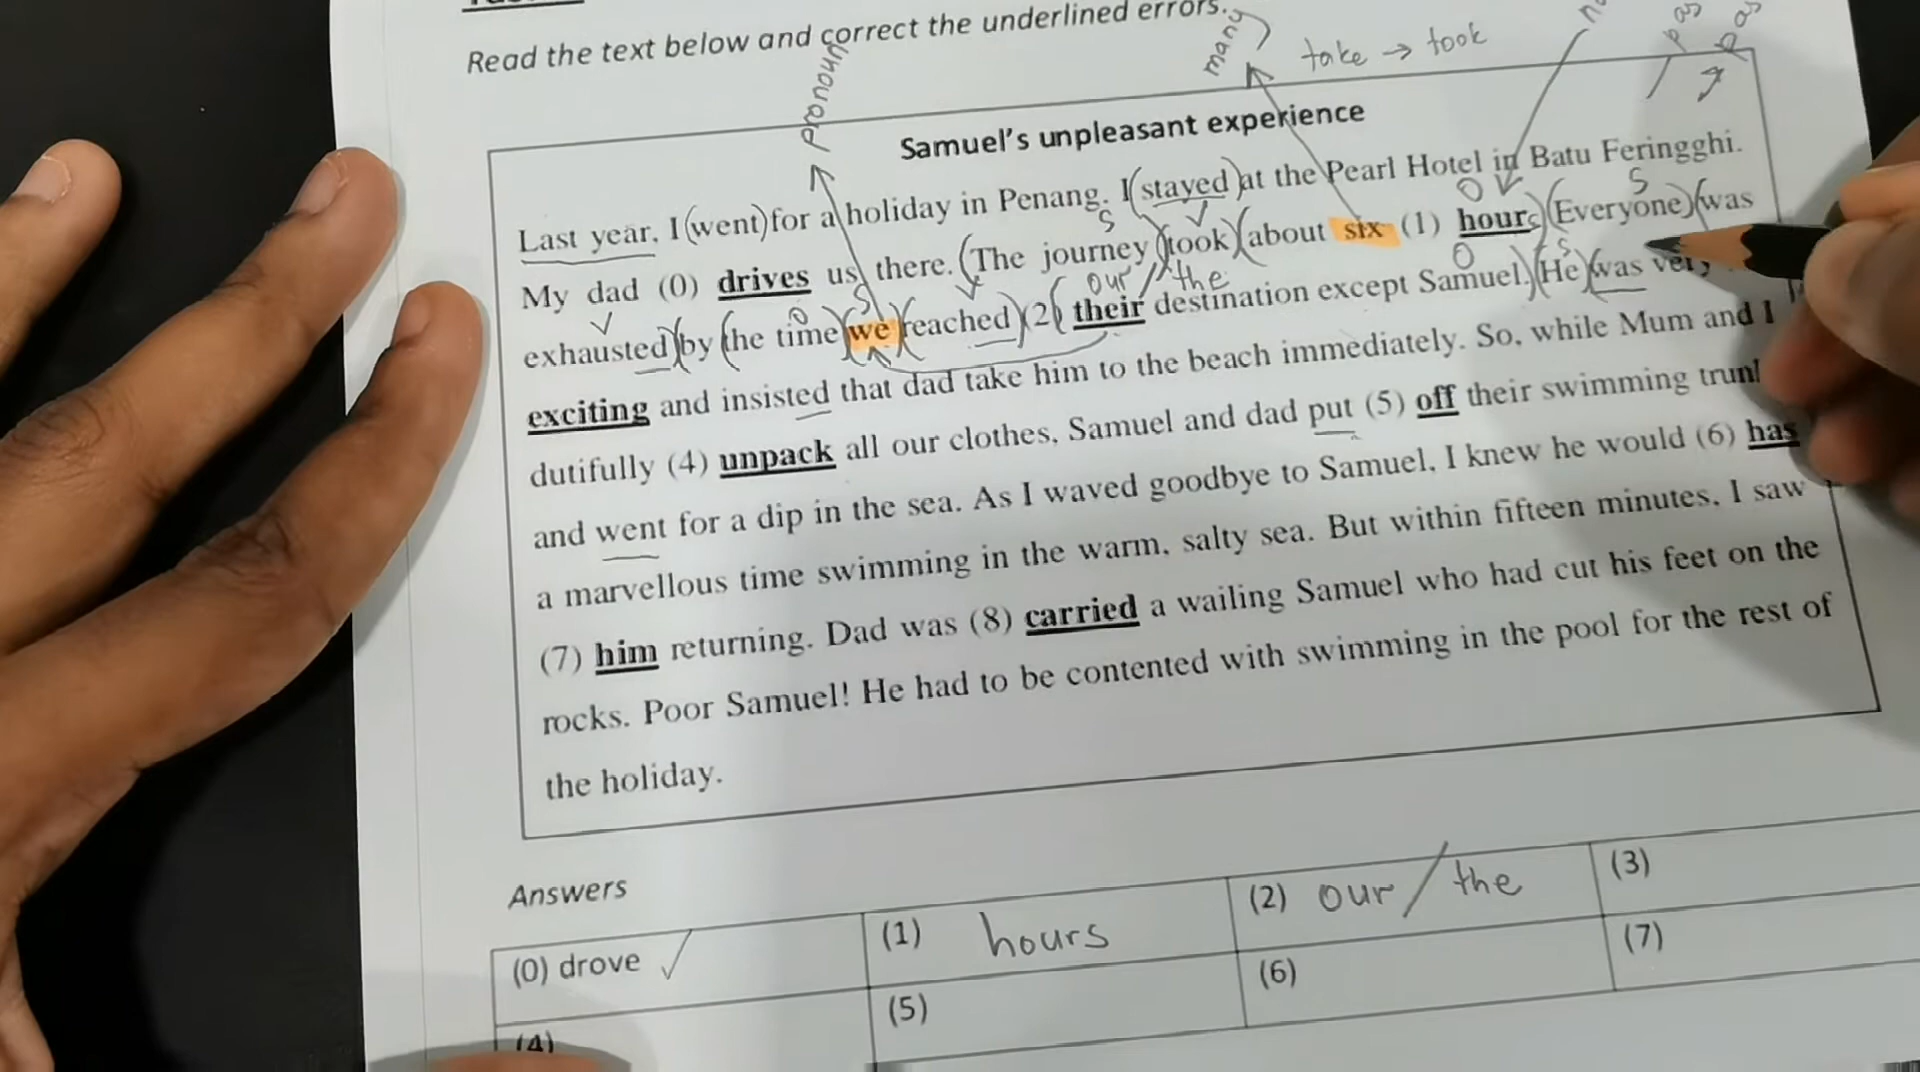 Read the text below and correct the underlined errors.
take → took
many
pronoun
Samuel's unpleasant experience
Last year, I (went) for a holiday in Penang. I (stayed) at the Pearl Hotel in Batu Feringghi.
S O S
My dad (0) drives us there. (The journey) (took) (about six (1) hours) (Everyone) (was
O S our / the O S
exhausted) by (the time) (we) (reached) (2) (their destination except Samuel.) (He) (was very
exciting and insisted that dad take him to the beach immediately. So, while Mum and I
dutifully (4) unpack all our clothes, Samuel and dad put (5) off their swimming
and went for a dip in the sea. As I waved goodbye to Samuel, I knew he would (6) has
a marvellous time swimming in the warm, salty sea. But within fifteen minutes, I saw
(7) him returning. Dad was (8) carried a wailing Samuel who had cut his feet on the
rocks. Poor Samuel! He had to be contented with swimming in the pool for the rest of
the holiday.
Answers
(0) drove ✓ (1) hours (2) our / the (3)
(4) (5) (6) (7)